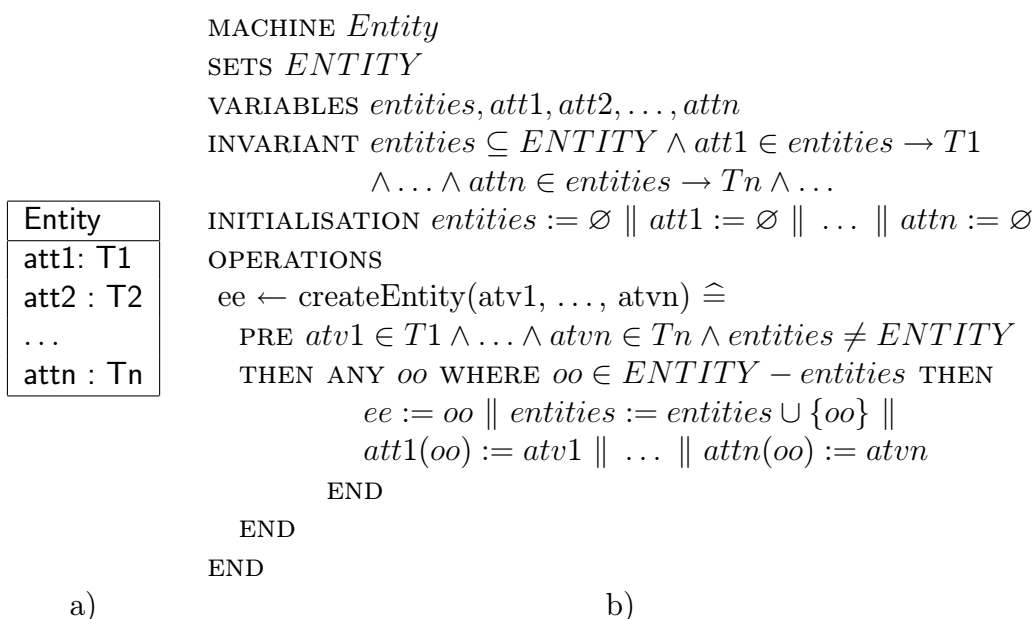 MACHINE Entity
SETS ENTITY
VARIABLES entities, att1, att2, . . . , attn
INVARIANT entities ⊆ ENTITY ∧ att1 ∈ entities → T1
∧ . . . ∧ attn ∈ entities → Tn ∧ . . .
INITIALISATION entities := ∅ ∥ att1 := ∅ ∥ . . . ∥ attn := ∅
OPERATIONS
ee ← createEntity(atv1, . . . , atvn) ≙
PRE atv1 ∈ T1 ∧ . . . ∧ atvn ∈ Tn ∧ entities ≠ ENTITY
THEN ANY oo WHERE oo ∈ ENTITY − entities THEN
ee := oo ∥ entities := entities ∪ {oo} ∥
att1(oo) := atv1 ∥ . . . ∥ attn(oo) := atvn
END
END
END
Entity
att1: T1
att2 : T2
. . .
attn : Tn
a)
b)